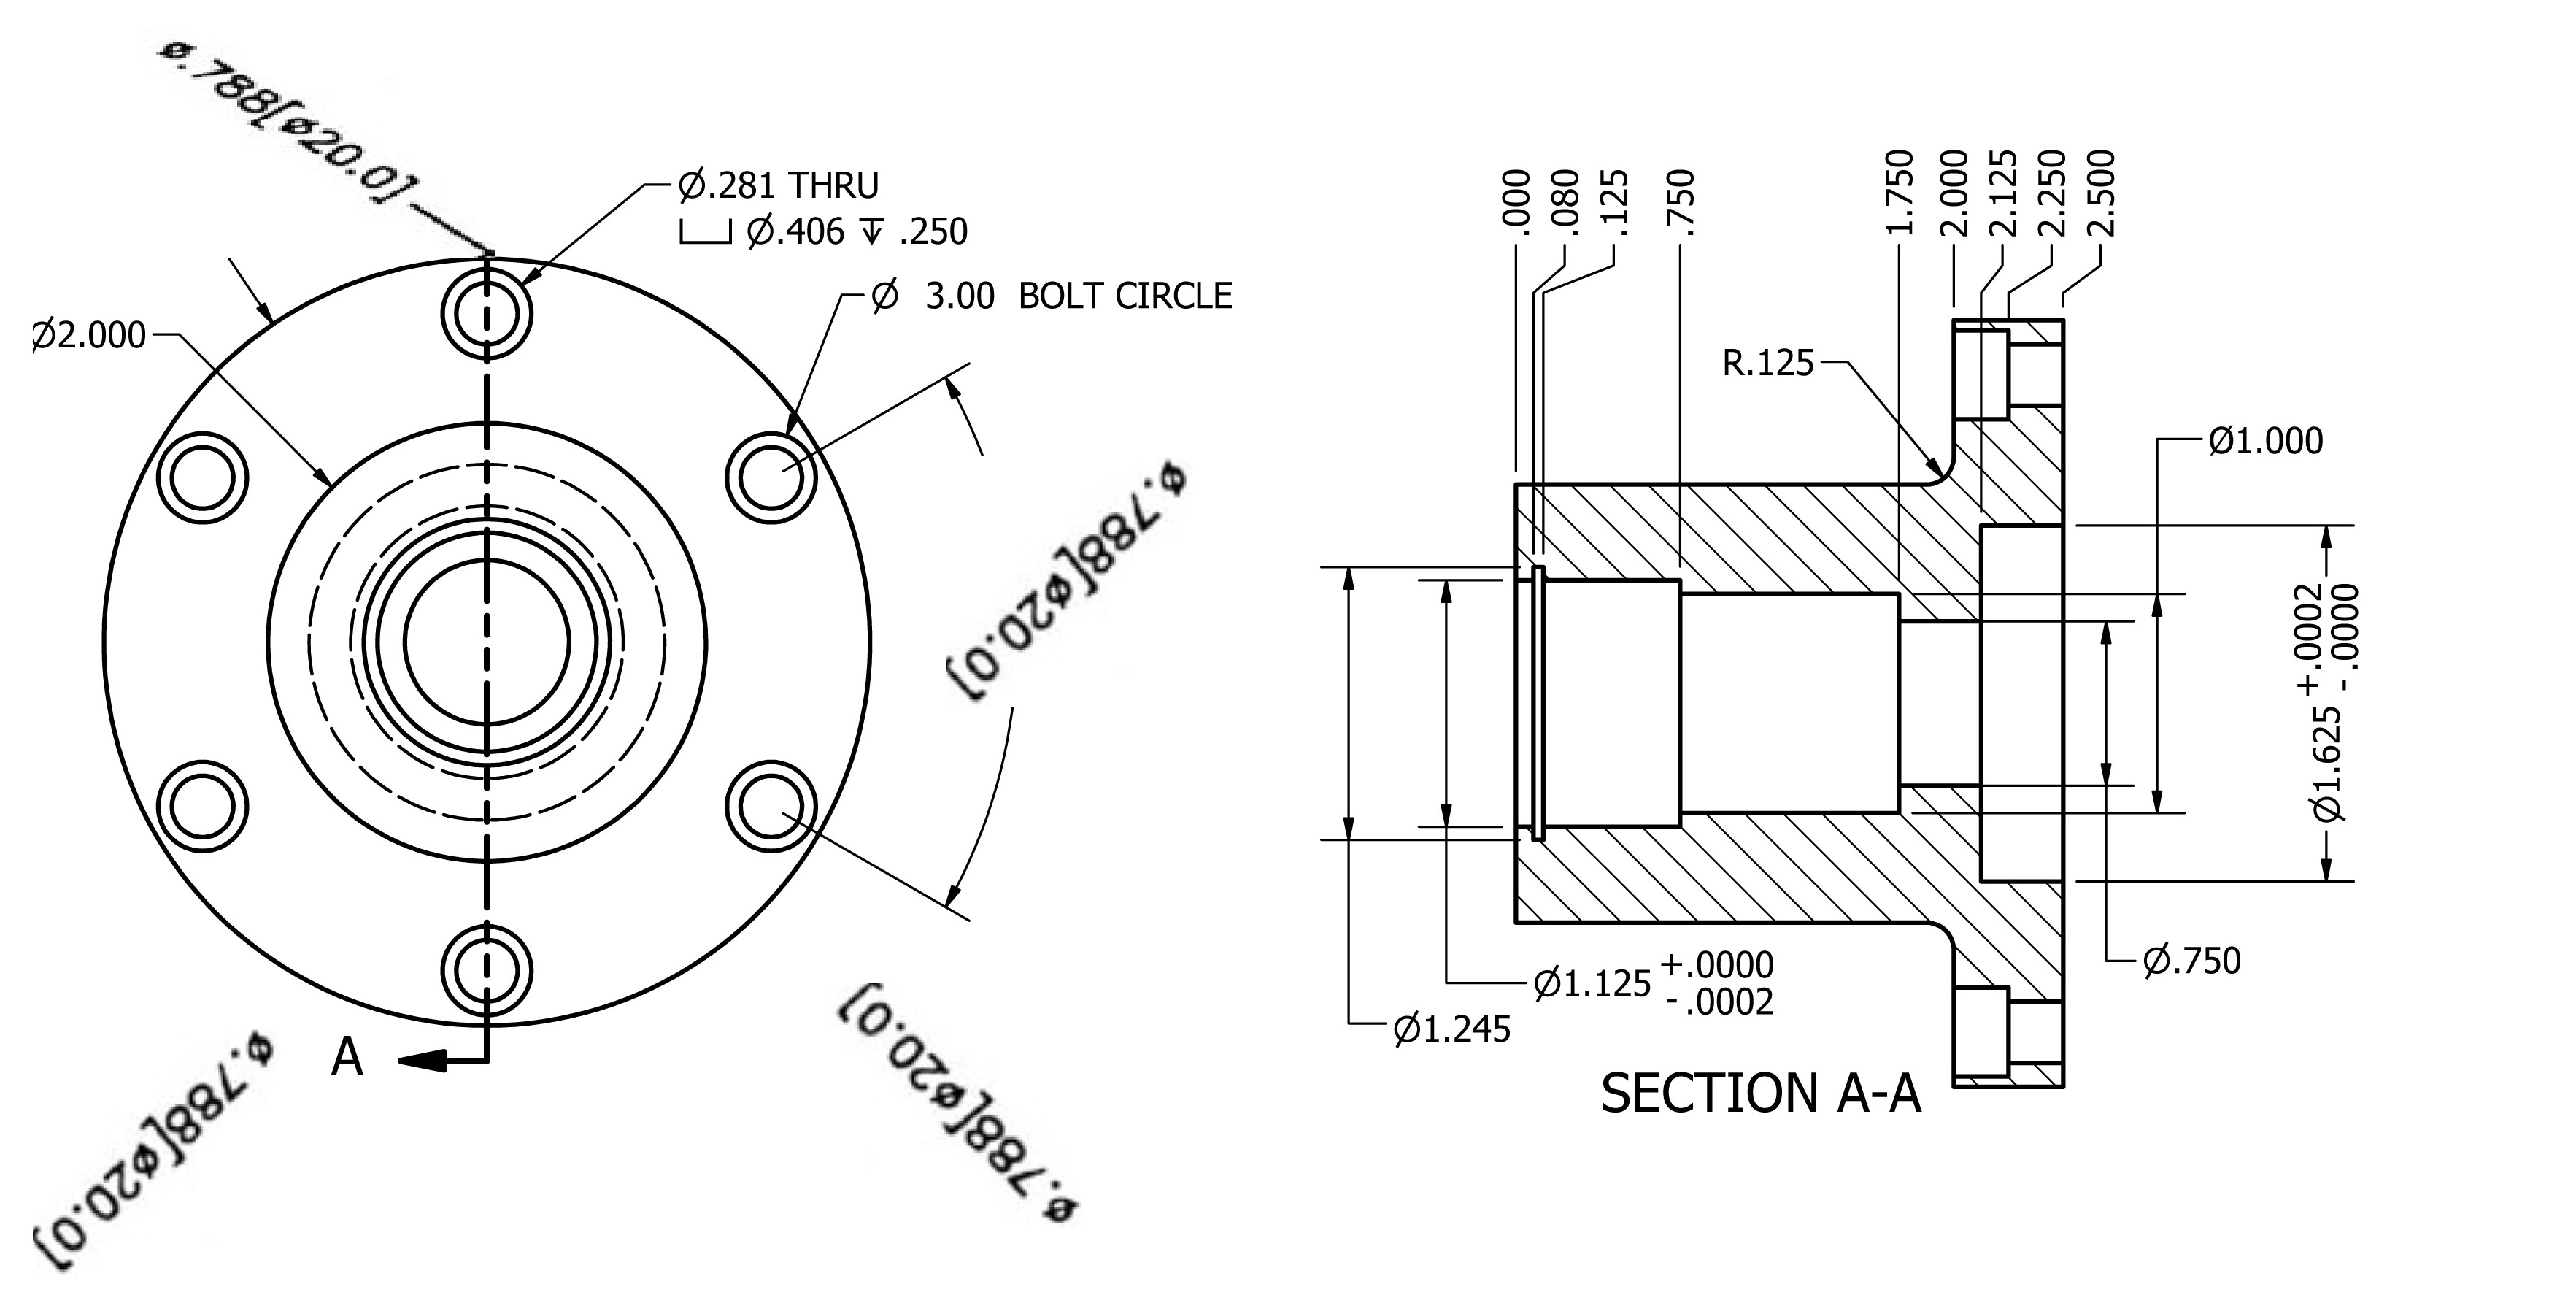 ø.788[ø20.0]
Ø.281 THRU
⌴ Ø.406 ↧ .250
Ø 3.00 BOLT CIRCLE
Ø2.000
ø.788[ø20.0]
ø.788[ø20.0]
ø.788[ø20.0]
A
.000
.080
.125
.750
1.750
2.000
2.125
2.250
2.500
R.125
Ø1.000
Ø1.625 +.0002
-.0000
Ø.750
Ø1.125 +.0000
-.0002
Ø1.245
SECTION A-A